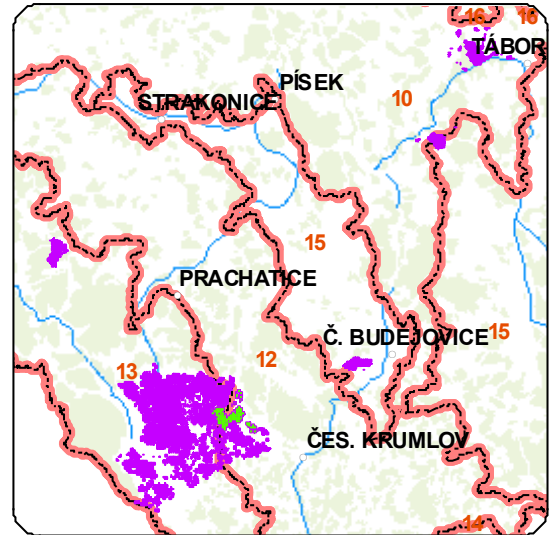 16
16
TÁBOR
PÍSEK
10
STRAKONICE
15
PRACHATICE
Č. BUDĚJOVICE
15
12
13
ČES. KRUMLOV
14